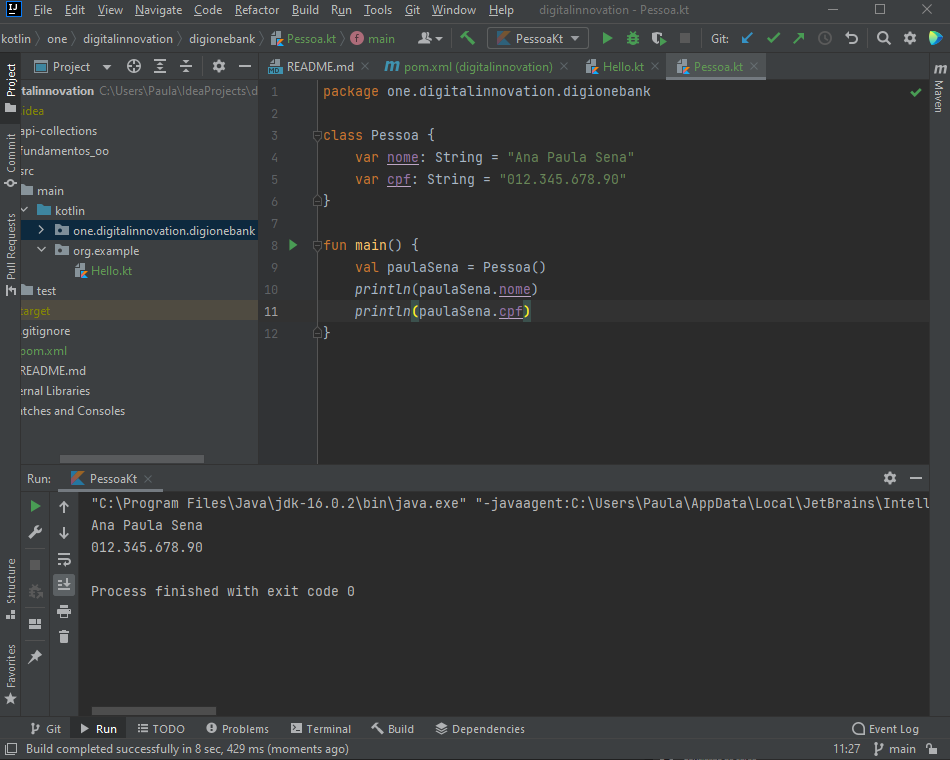 File Edit View Navigate Code Refactor Build Run Tools Git Window Help digitalinnovation - Pessoa.kt
kotlin one digitalinnovation digionebank Pessoa.kt main PessoaKt Git:
Project README.md pom.xml (digitalinnovation) Hello.kt Pessoa.kt
Project
Commit
Pull Requests
Structure
Favorites
Maven
talinnovation C:\Users\Paula\IdeaProjects\d
idea
api-collections
fundamentos_oo
src
main
kotlin
one.digitalinnovation.digionebank
org.example
Hello.kt
test
target
.gitignore
pom.xml
README.md
ernal Libraries
atches and Consoles
1 package one.digitalinnovation.digionebank
2
3 class Pessoa {
4 var nome: String = "Ana Paula Sena"
5 var cpf: String = "012.345.678.90"
6 }
7
8 fun main() {
9 val paulaSena = Pessoa()
10 println(paulaSena.nome)
11 println(paulaSena.cpf)
12 }
Run: PessoaKt
"C:\Program Files\Java\jdk-16.0.2\bin\java.exe" "-javaagent:C:\Users\Paula\AppData\Local\JetBrains\Intell
Ana Paula Sena
012.345.678.90
Process finished with exit code 0
Git Run TODO Problems Terminal Build Dependencies Event Log
Build completed successfully in 8 sec, 429 ms (moments ago) 11:27 main